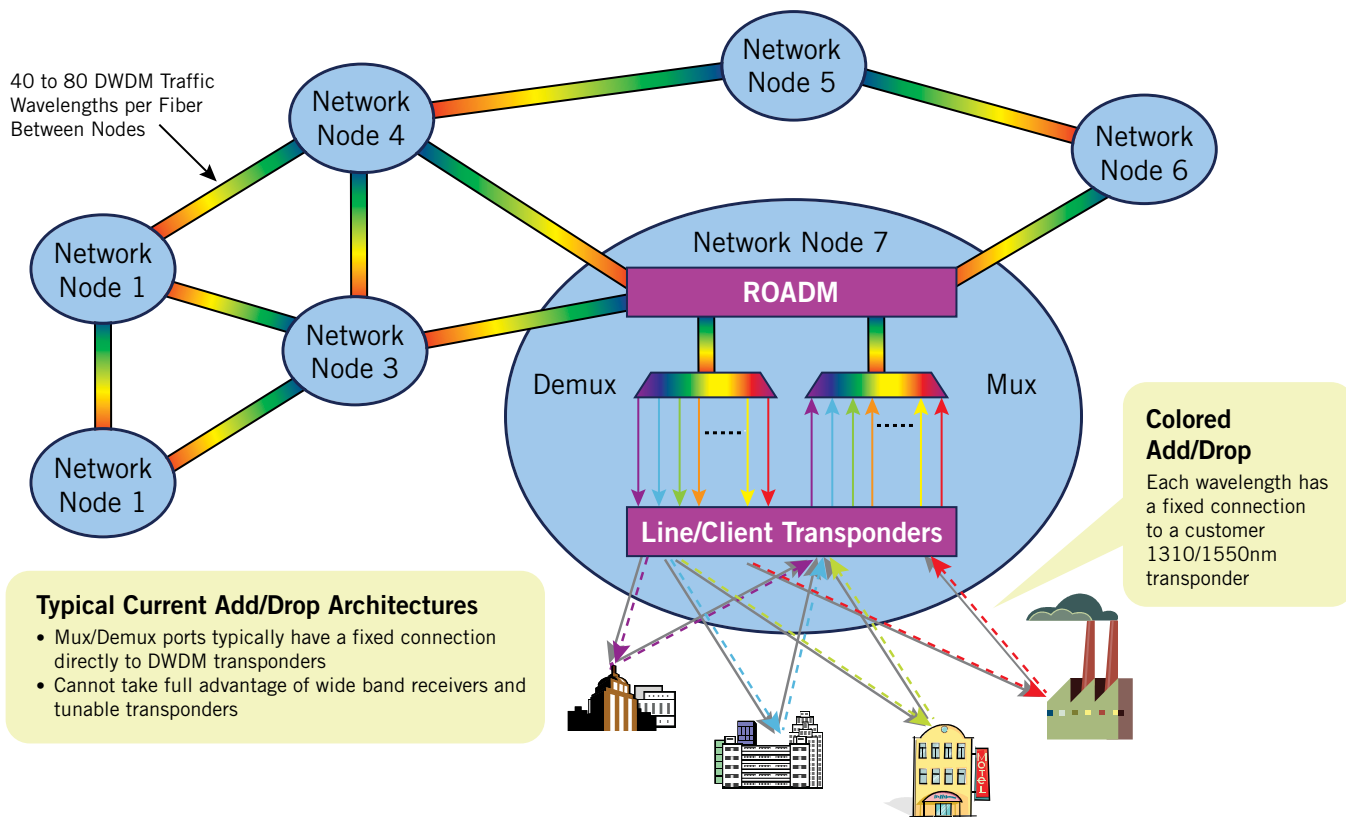 40 to 80 DWDM Traffic
Wavelengths per Fiber
Between Nodes
Network
Node 4
Network
Node 5
Network
Node 6
Network
Node 1
Network
Node 3
Network
Node 1
Network Node 7
ROADM
Demux
Mux
Line/Client Transponders
Colored
Add/Drop
Each wavelength has
a fixed connection
to a customer
1310/1550nm
transponder
Typical Current Add/Drop Architectures
• Mux/Demux ports typically have a fixed connection
directly to DWDM transponders
• Cannot take full advantage of wide band receivers and
tunable transponders
MOTEL